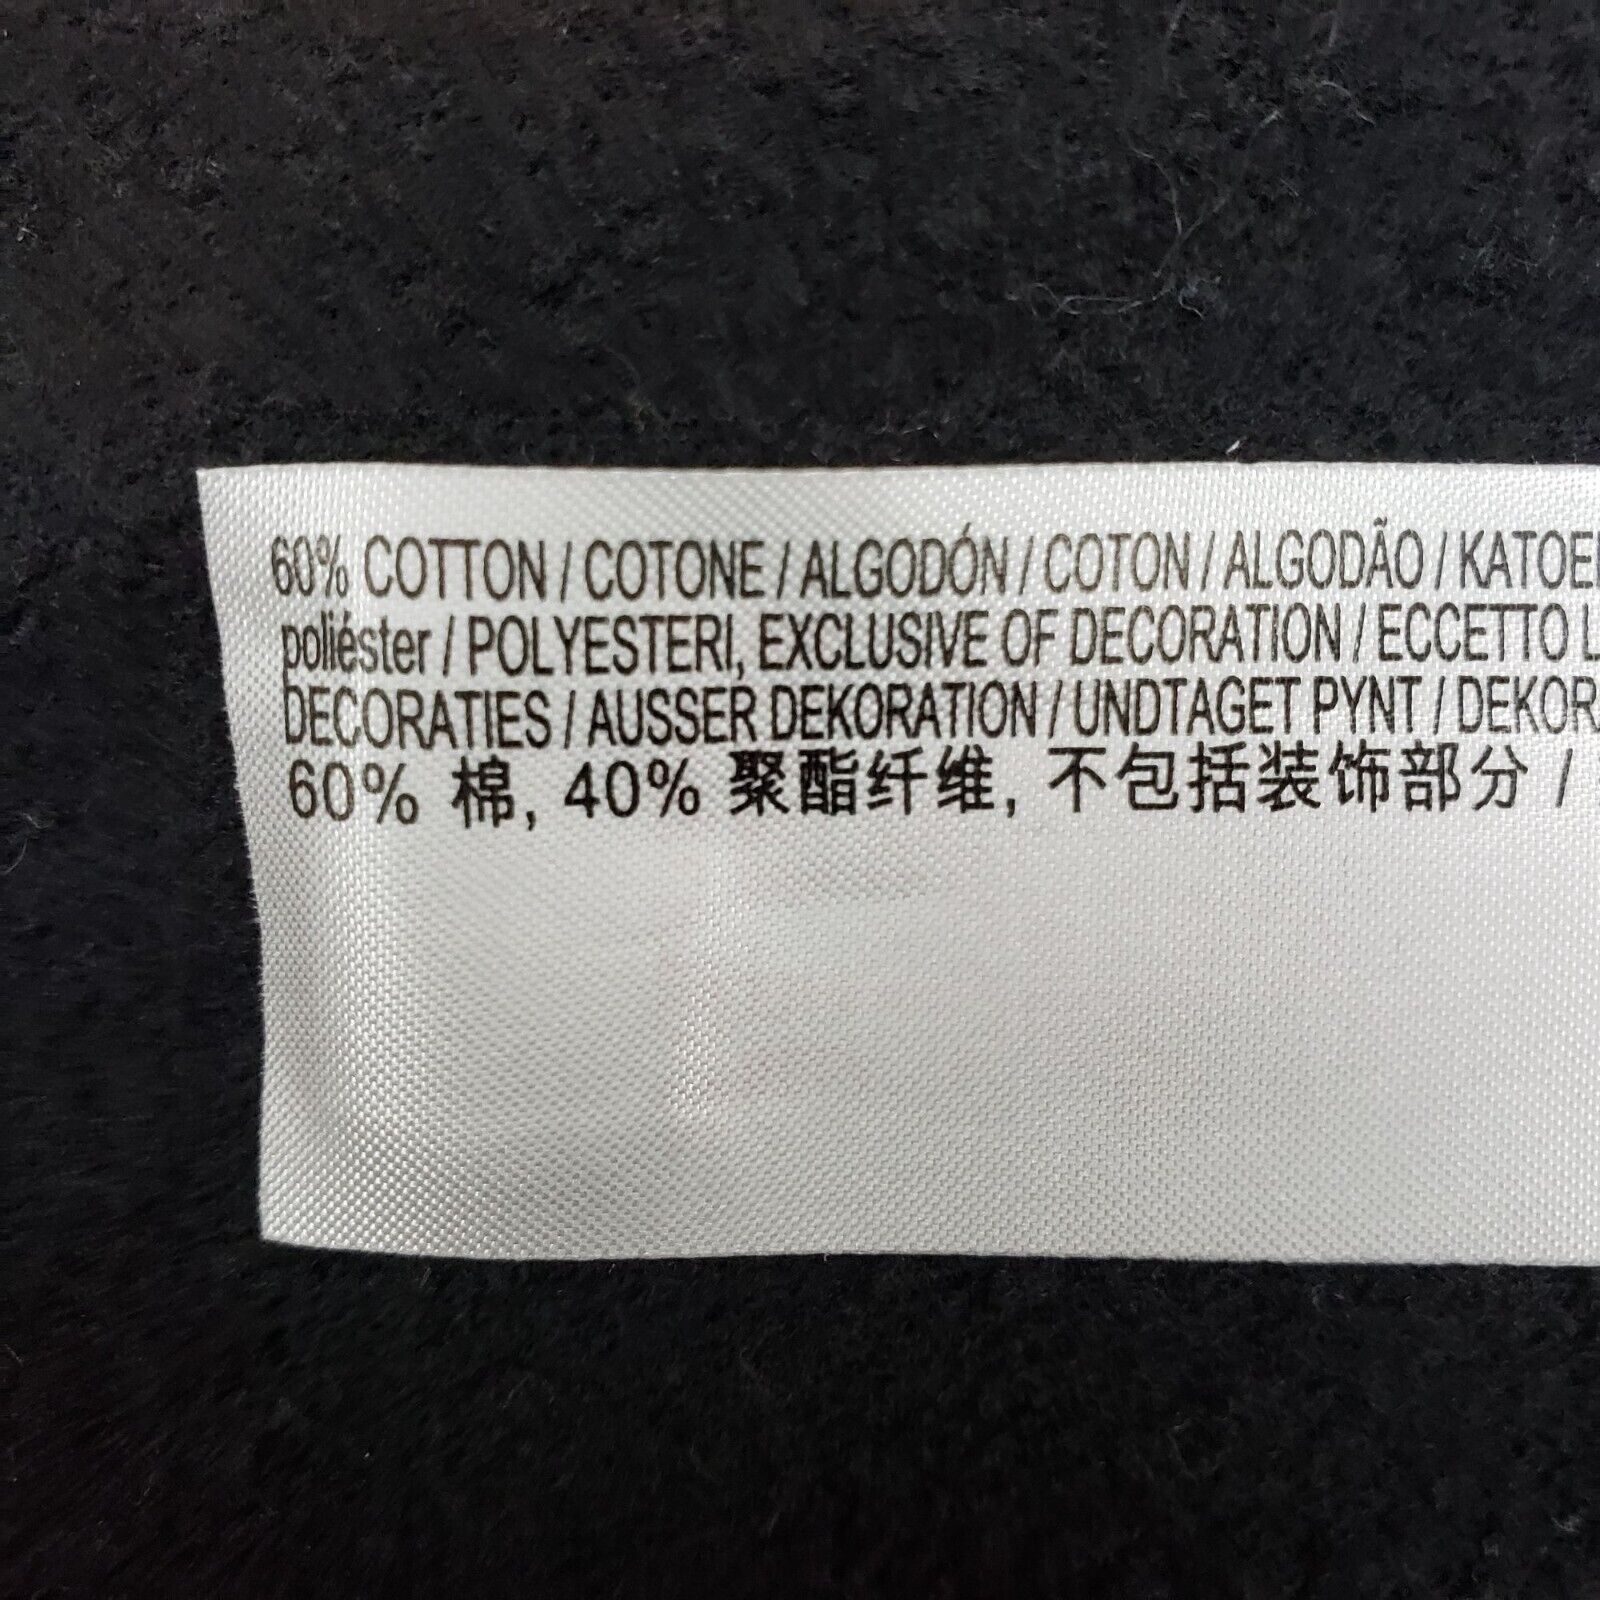 60% COTTON / COTONE / ALGODÓN / COTON / ALGODÃO /
poliéster / POLYESTERI, EXCLUSIVE OF DECORATION / ECCETTO
DECORATIES / AUSSER DEKORATION / UNDTAGET PYNT /
60% 棉, 40% 聚酯纤维, 不包括装饰部分 /